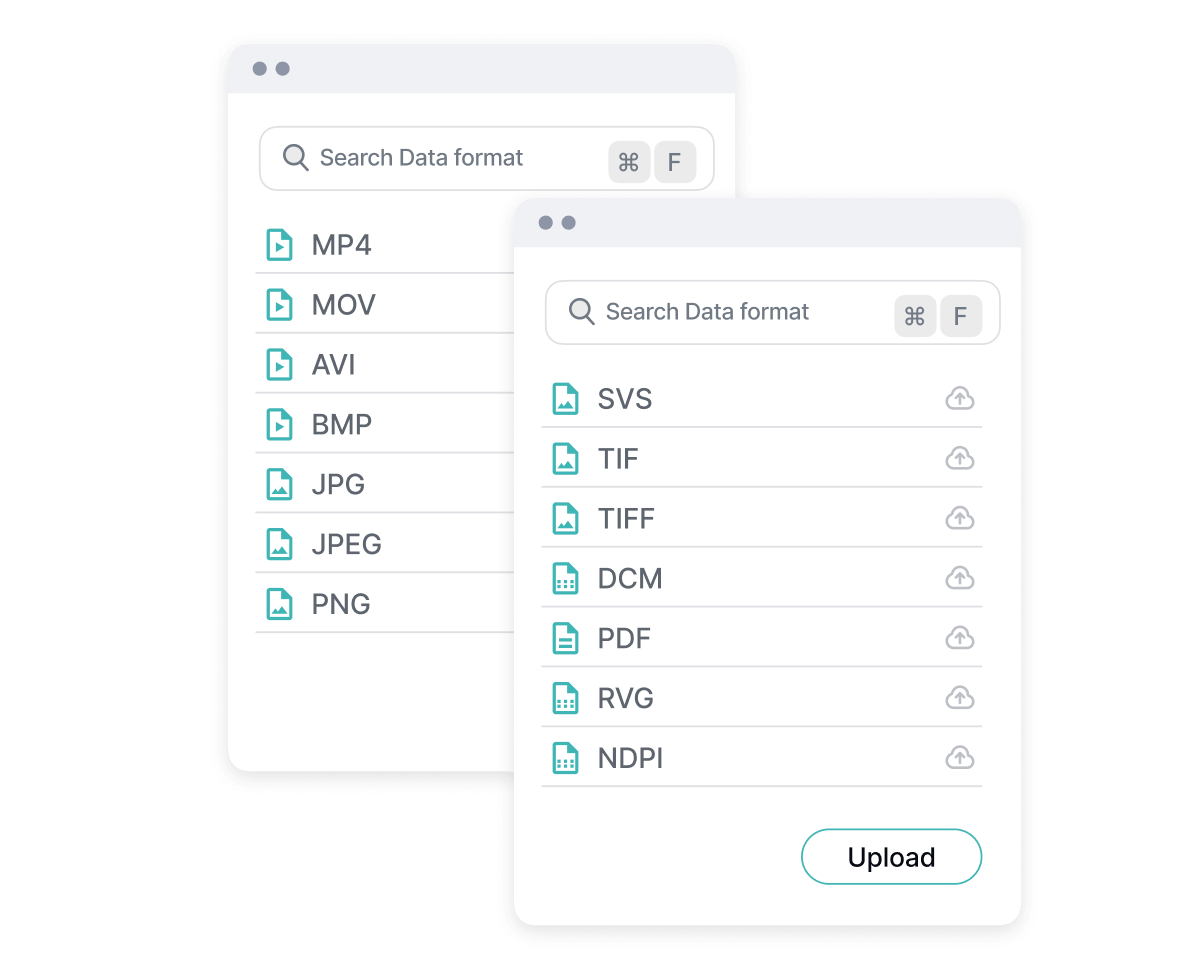 Search Data format ⌘ F
MP4
MOV
AVI
BMP
JPG
JPEG
PNG
Search Data format ⌘ F
SVS
TIF
TIFF
DCM
PDF
RVG
NDPI
Upload